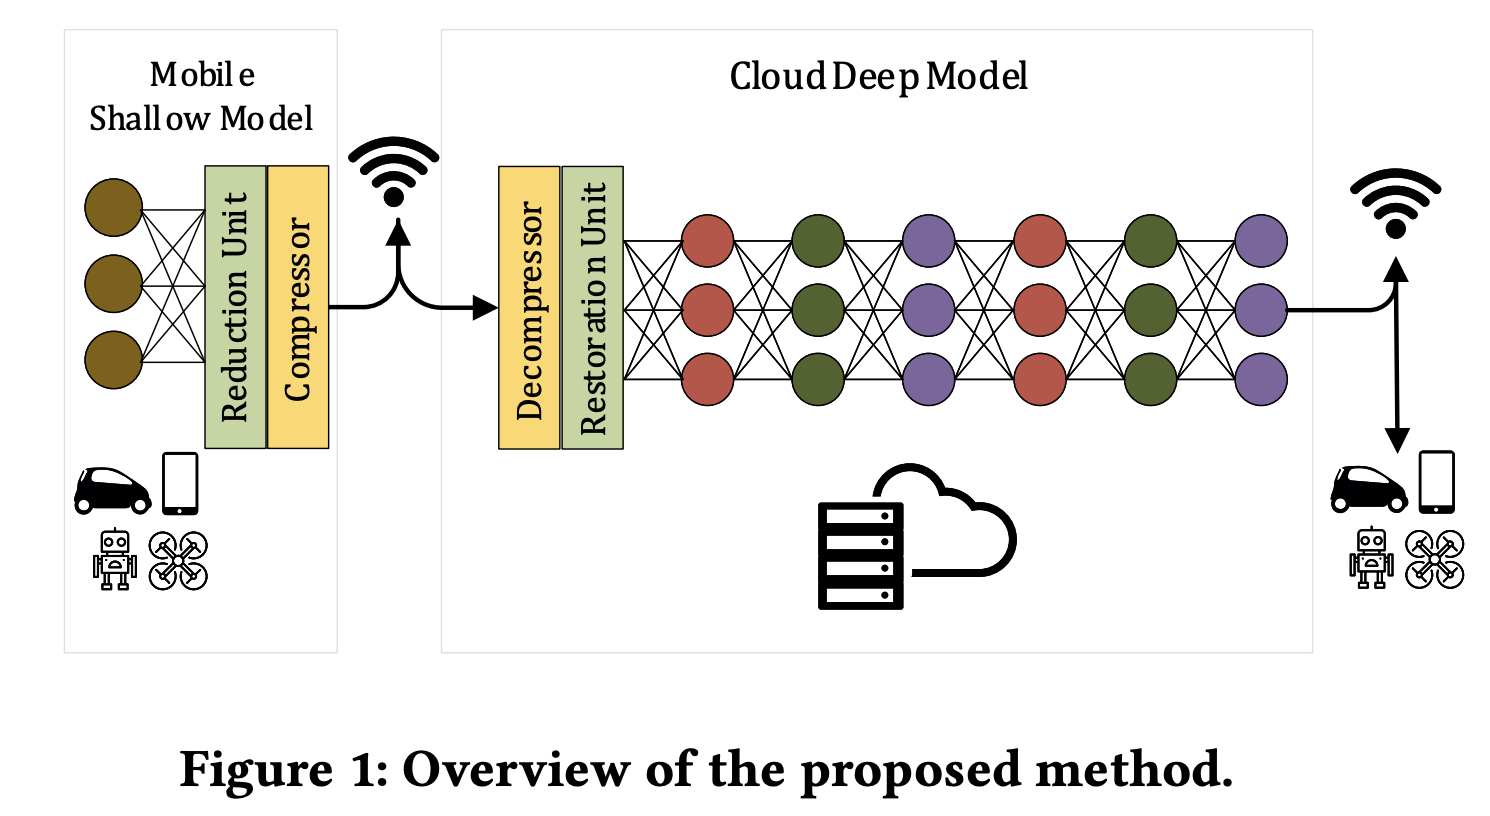 Mobile
Shallow Model
Cloud Deep Model
Reduction Unit
Compressor
Decompressor
Restoration Unit
Figure 1: Overview of the proposed method.